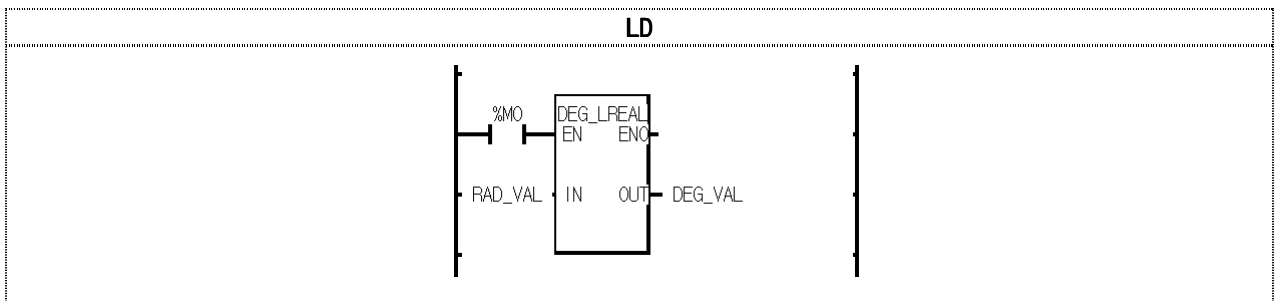 LD
%M0 DEG_LREAL
EN ENO
RAD_VAL IN OUT DEG_VAL